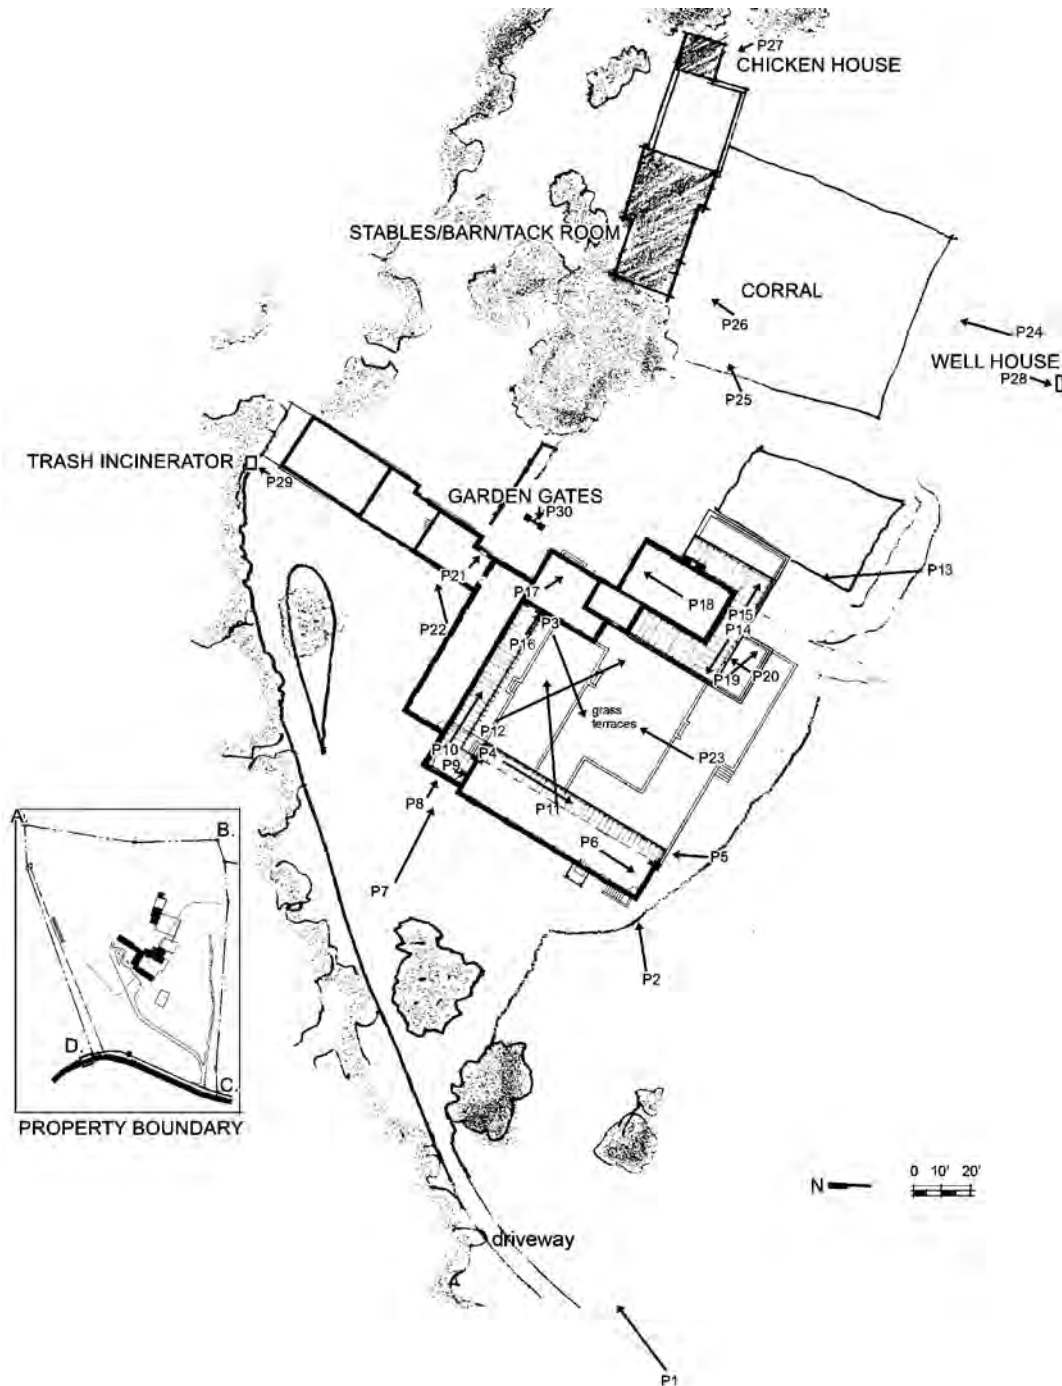 P27
CHICKEN HOUSE
STABLES/BARN/TACK ROOM
CORRAL
P26
P24
WELL HOUSE
P28
P25
TRASH INCINERATOR
P29
GARDEN GATES
P30
P21
P17
P18
P13
P15
P22
P3
P14
P16
P19
P20
grass
terraces
P12
P10
P4
P23
P9
P8
P11
P6
P5
P7
A.
B.
P2
D.
C.
PROPERTY BOUNDARY
N
0 10' 20'
driveway
P1